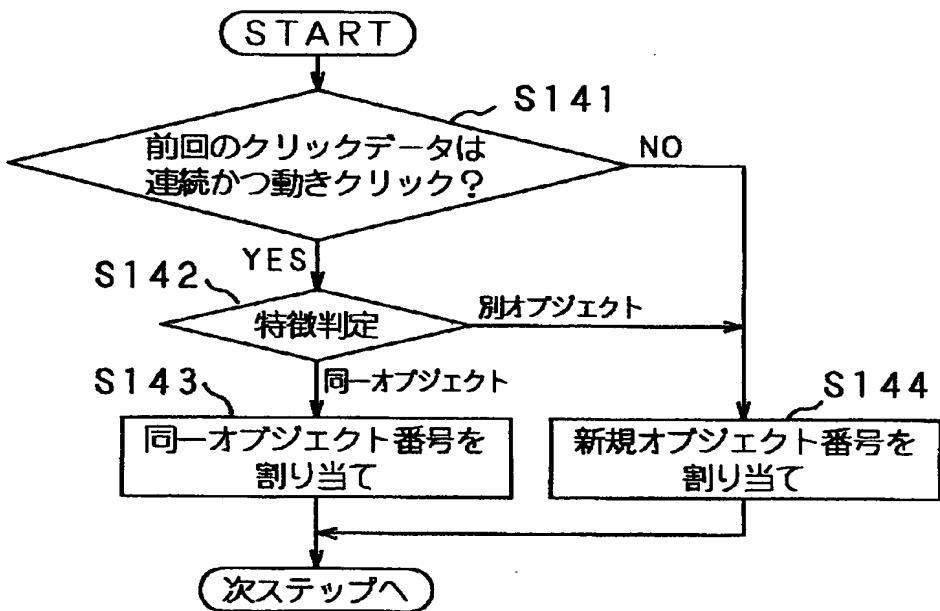 START
S141
前回のクリックデータは
連続かつ動きクリック?
NO
YES
S142
特徴判定
別オブジェクト
S143
同一オブジェクト
S144
同一オブジェクト番号を
割り当て
新規オブジェクト番号を
割り当て
次ステップへ